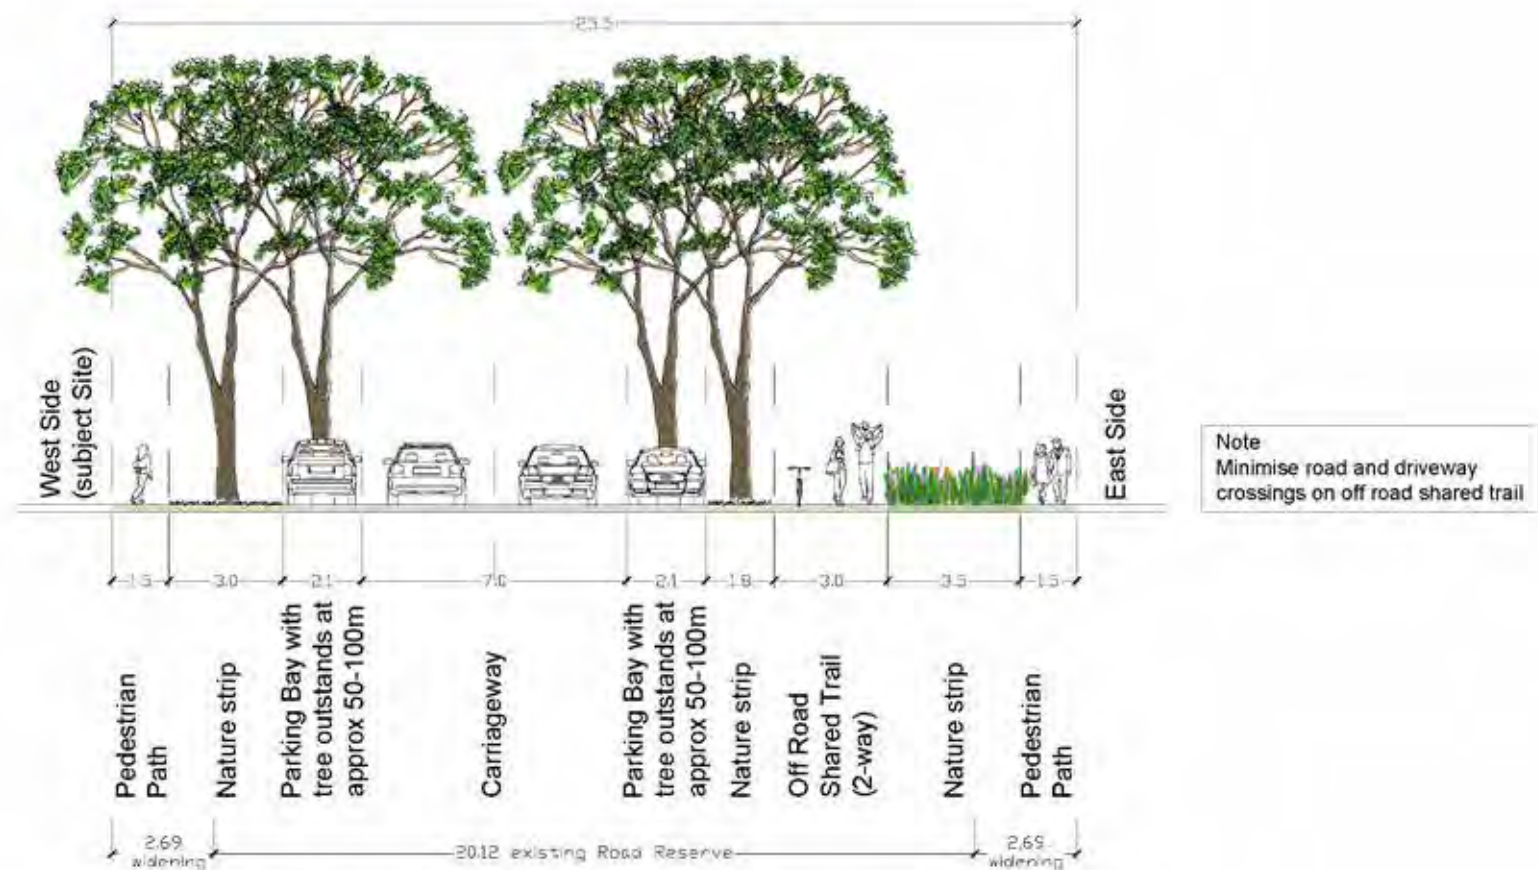 25.5
West Side
(subject Site)
East Side
Note
Minimise road and driveway
crossings on off road shared trail
1.5
3.0
2.1
7.0
2.1
1.8
3.0
3.5
1.5
Pedestrian
Path
Nature strip
Parking Bay with
tree outstands at
approx 50-100m
Carriageway
Parking Bay with
tree outstands at
approx 50-100m
Nature strip
Off Road
Shared Trail
(2-way)
Nature strip
Pedestrian
Path
2.69
widening
20.12 existing Road Reserve
2.69
widening